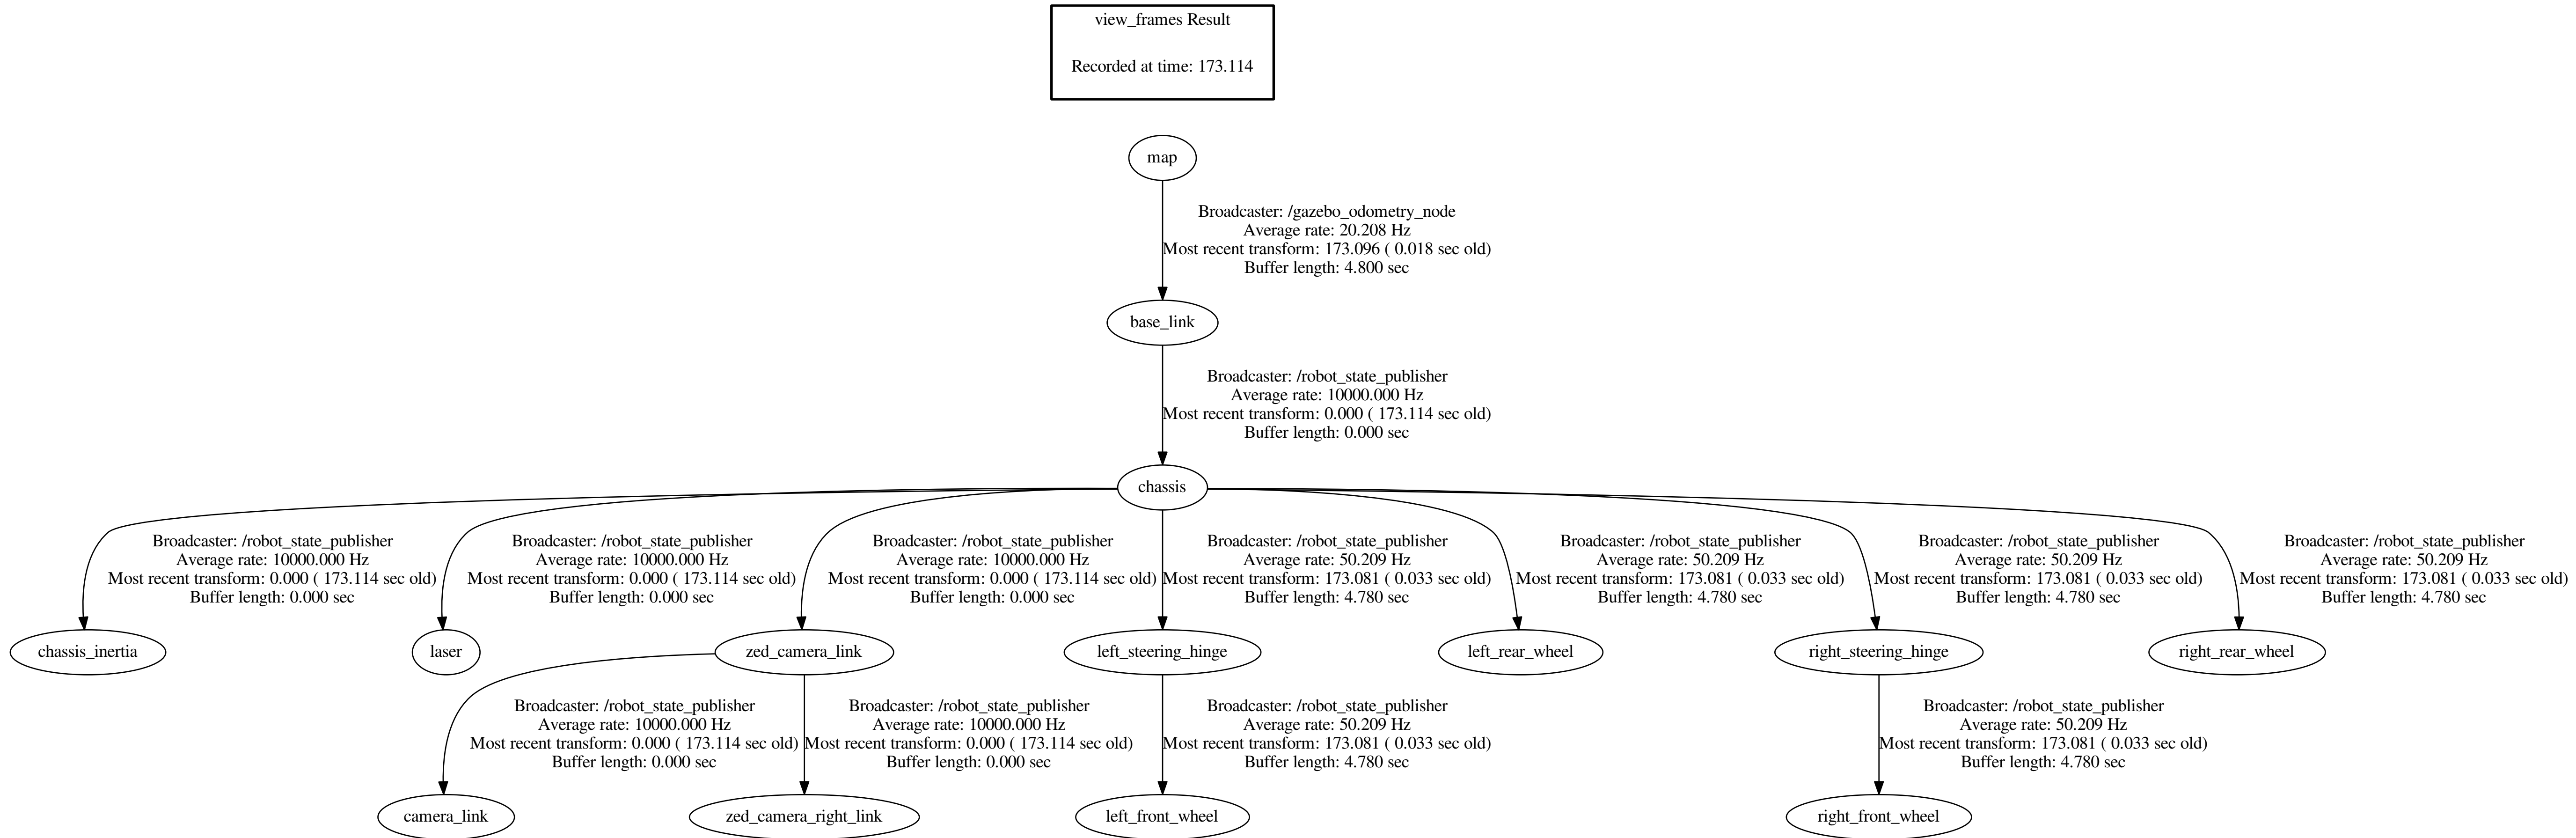 view_frames Result
Recorded at time: 173.114
map
Broadcaster: /gazebo_odometry_node
Average rate: 20.208 Hz
Most recent transform: 173.096 ( 0.018 sec old)
Buffer length: 4.800 sec
base_link
Broadcaster: /robot_state_publisher
Average rate: 10000.000 Hz
Most recent transform: 0.000 ( 173.114 sec old)
Buffer length: 0.000 sec
chassis
Broadcaster: /robot_state_publisher
Average rate: 10000.000 Hz
Most recent transform: 0.000 ( 173.114 sec old)
Buffer length: 0.000 sec
Broadcaster: /robot_state_publisher
Average rate: 10000.000 Hz
Most recent transform: 0.000 ( 173.114 sec old)
Buffer length: 0.000 sec
Broadcaster: /robot_state_publisher
Average rate: 10000.000 Hz
Most recent transform: 0.000 ( 173.114 sec old)
Buffer length: 0.000 sec
Broadcaster: /robot_state_publisher
Average rate: 50.209 Hz
Most recent transform: 173.081 ( 0.033 sec old)
Buffer length: 4.780 sec
Broadcaster: /robot_state_publisher
Average rate: 50.209 Hz
Most recent transform: 173.081 ( 0.033 sec old)
Buffer length: 4.780 sec
Broadcaster: /robot_state_publisher
Average rate: 50.209 Hz
Most recent transform: 173.081 ( 0.033 sec old)
Buffer length: 4.780 sec
Broadcaster: /robot_state_publisher
Average rate: 50.209 Hz
Most recent transform: 173.081 ( 0.033 sec old)
Buffer length: 4.780 sec
chassis_inertia
laser
zed_camera_link
left_steering_hinge
left_rear_wheel
right_steering_hinge
right_rear_wheel
Broadcaster: /robot_state_publisher
Average rate: 10000.000 Hz
Most recent transform: 0.000 ( 173.114 sec old)
Buffer length: 0.000 sec
Broadcaster: /robot_state_publisher
Average rate: 10000.000 Hz
Most recent transform: 0.000 ( 173.114 sec old)
Buffer length: 0.000 sec
Broadcaster: /robot_state_publisher
Average rate: 50.209 Hz
Most recent transform: 173.081 ( 0.033 sec old)
Buffer length: 4.780 sec
Broadcaster: /robot_state_publisher
Average rate: 50.209 Hz
Most recent transform: 173.081 ( 0.033 sec old)
Buffer length: 4.780 sec
camera_link
zed_camera_right_link
left_front_wheel
right_front_wheel